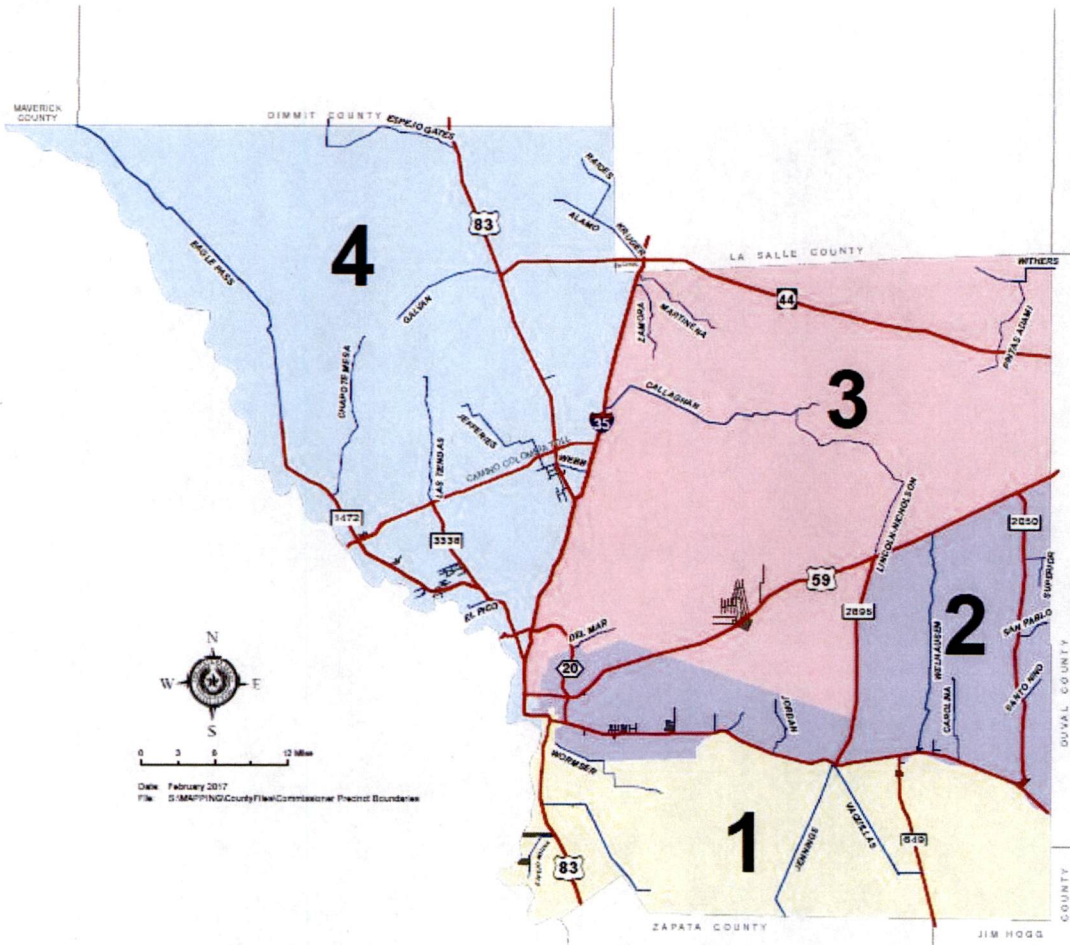 MAVERICK
COUNTY
DIMMIT COUNTY
ESPEJO GATES
RAICES
ALAMO
KRUGER
83
4
LA SALLE COUNTY
WITHERS
EAGLE PASS
GALVAN
ZAMORA
MARTINENA
44
PINTAS ADAMI
CHAPOTE MESA
CALLAGHAN
3
35
JEFFERIES
LAS TIENDAS
CAMINO COLOMBIA TOLL
WEBB
LINCOLN-NICHOLSON
1472
3338
2050
59
SUPERIOR
EL PICO
2895
2
DEL MAR
WELHAUSEN
SAN PABLO
N
W E
S
20
CAROLINA
SANTO NINO
JORDAN
DUVAL COUNTY
WORMSER
0 3 6 12 Miles
Date: February 2017
File: S:\MAPPING\CountyFiles\Commissioner Precinct Boundaries
1
JENNINGS
VAQUILLAS
649
83
COUNTY
ZAPATA COUNTY
JIM HOGG